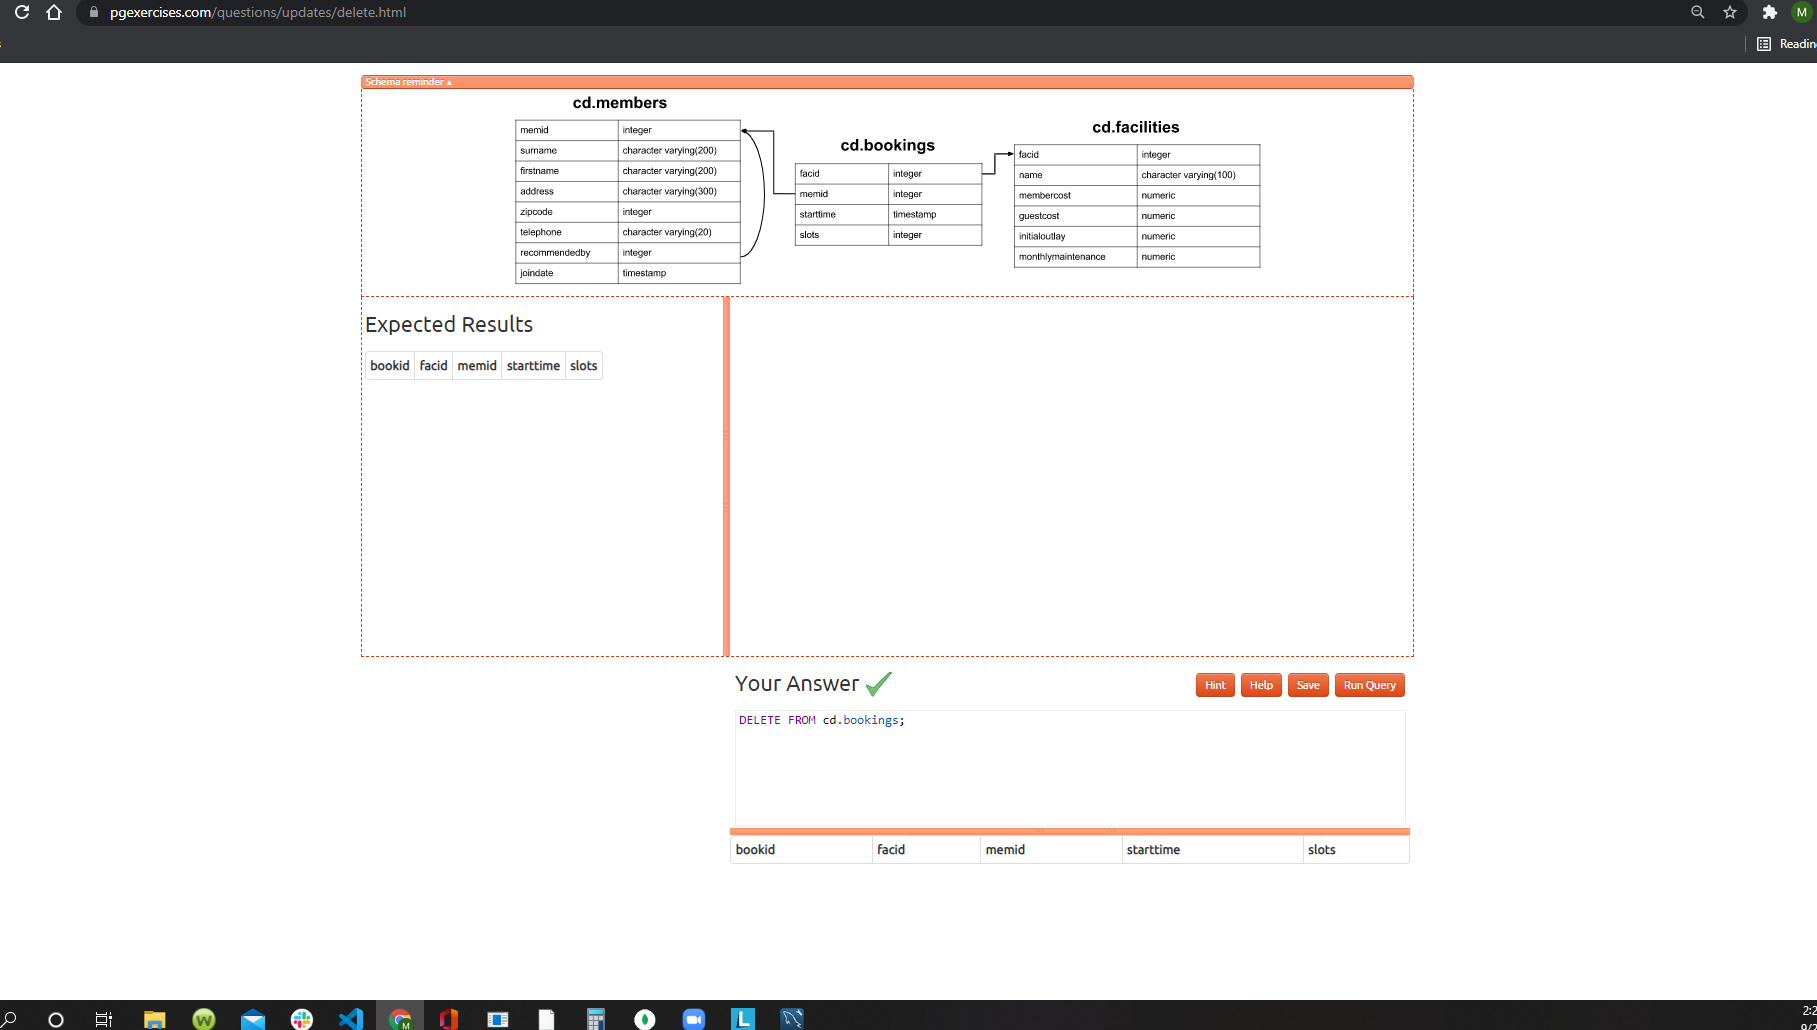 pgexercises.com/questions/updates/delete.html
M
Reading
Schema reminder
cd.members
memid integer
surname character varying(200)
firstname character varying(200)
address character varying(300)
zipcode integer
telephone character varying(20)
recommendedby integer
joindate timestamp
cd.bookings
facid integer
memid integer
starttime timestamp
slots integer
cd.facilities
facid integer
name character varying(100)
membercost numeric
guestcost numeric
initialoutlay numeric
monthlymaintenance numeric
Expected Results
bookid facid memid starttime slots
Your Answer
Hint Help Save Run Query
DELETE FROM cd.bookings;
bookid facid memid starttime slots
W
M
L
2:2